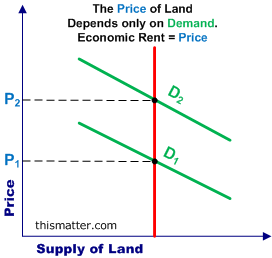 The Price of Land
Depends only on Demand.
Economic Rent = Price
D2
P2
D1
P1
Price
thismatter.com
Supply of Land